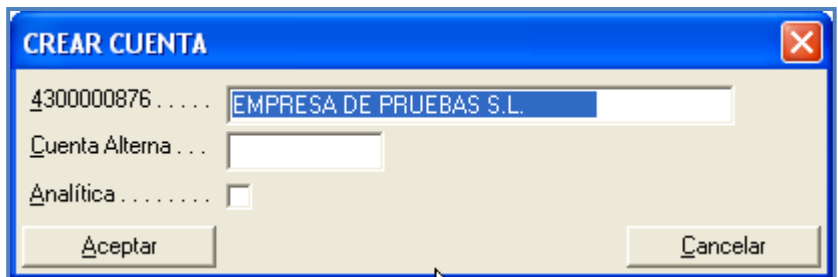 CREAR CUENTA
4300000876 . . . . . EMPRESA DE PRUEBAS S.L.
Cuenta Alterna . . .
Analítica . . . . . . . .
Aceptar Cancelar